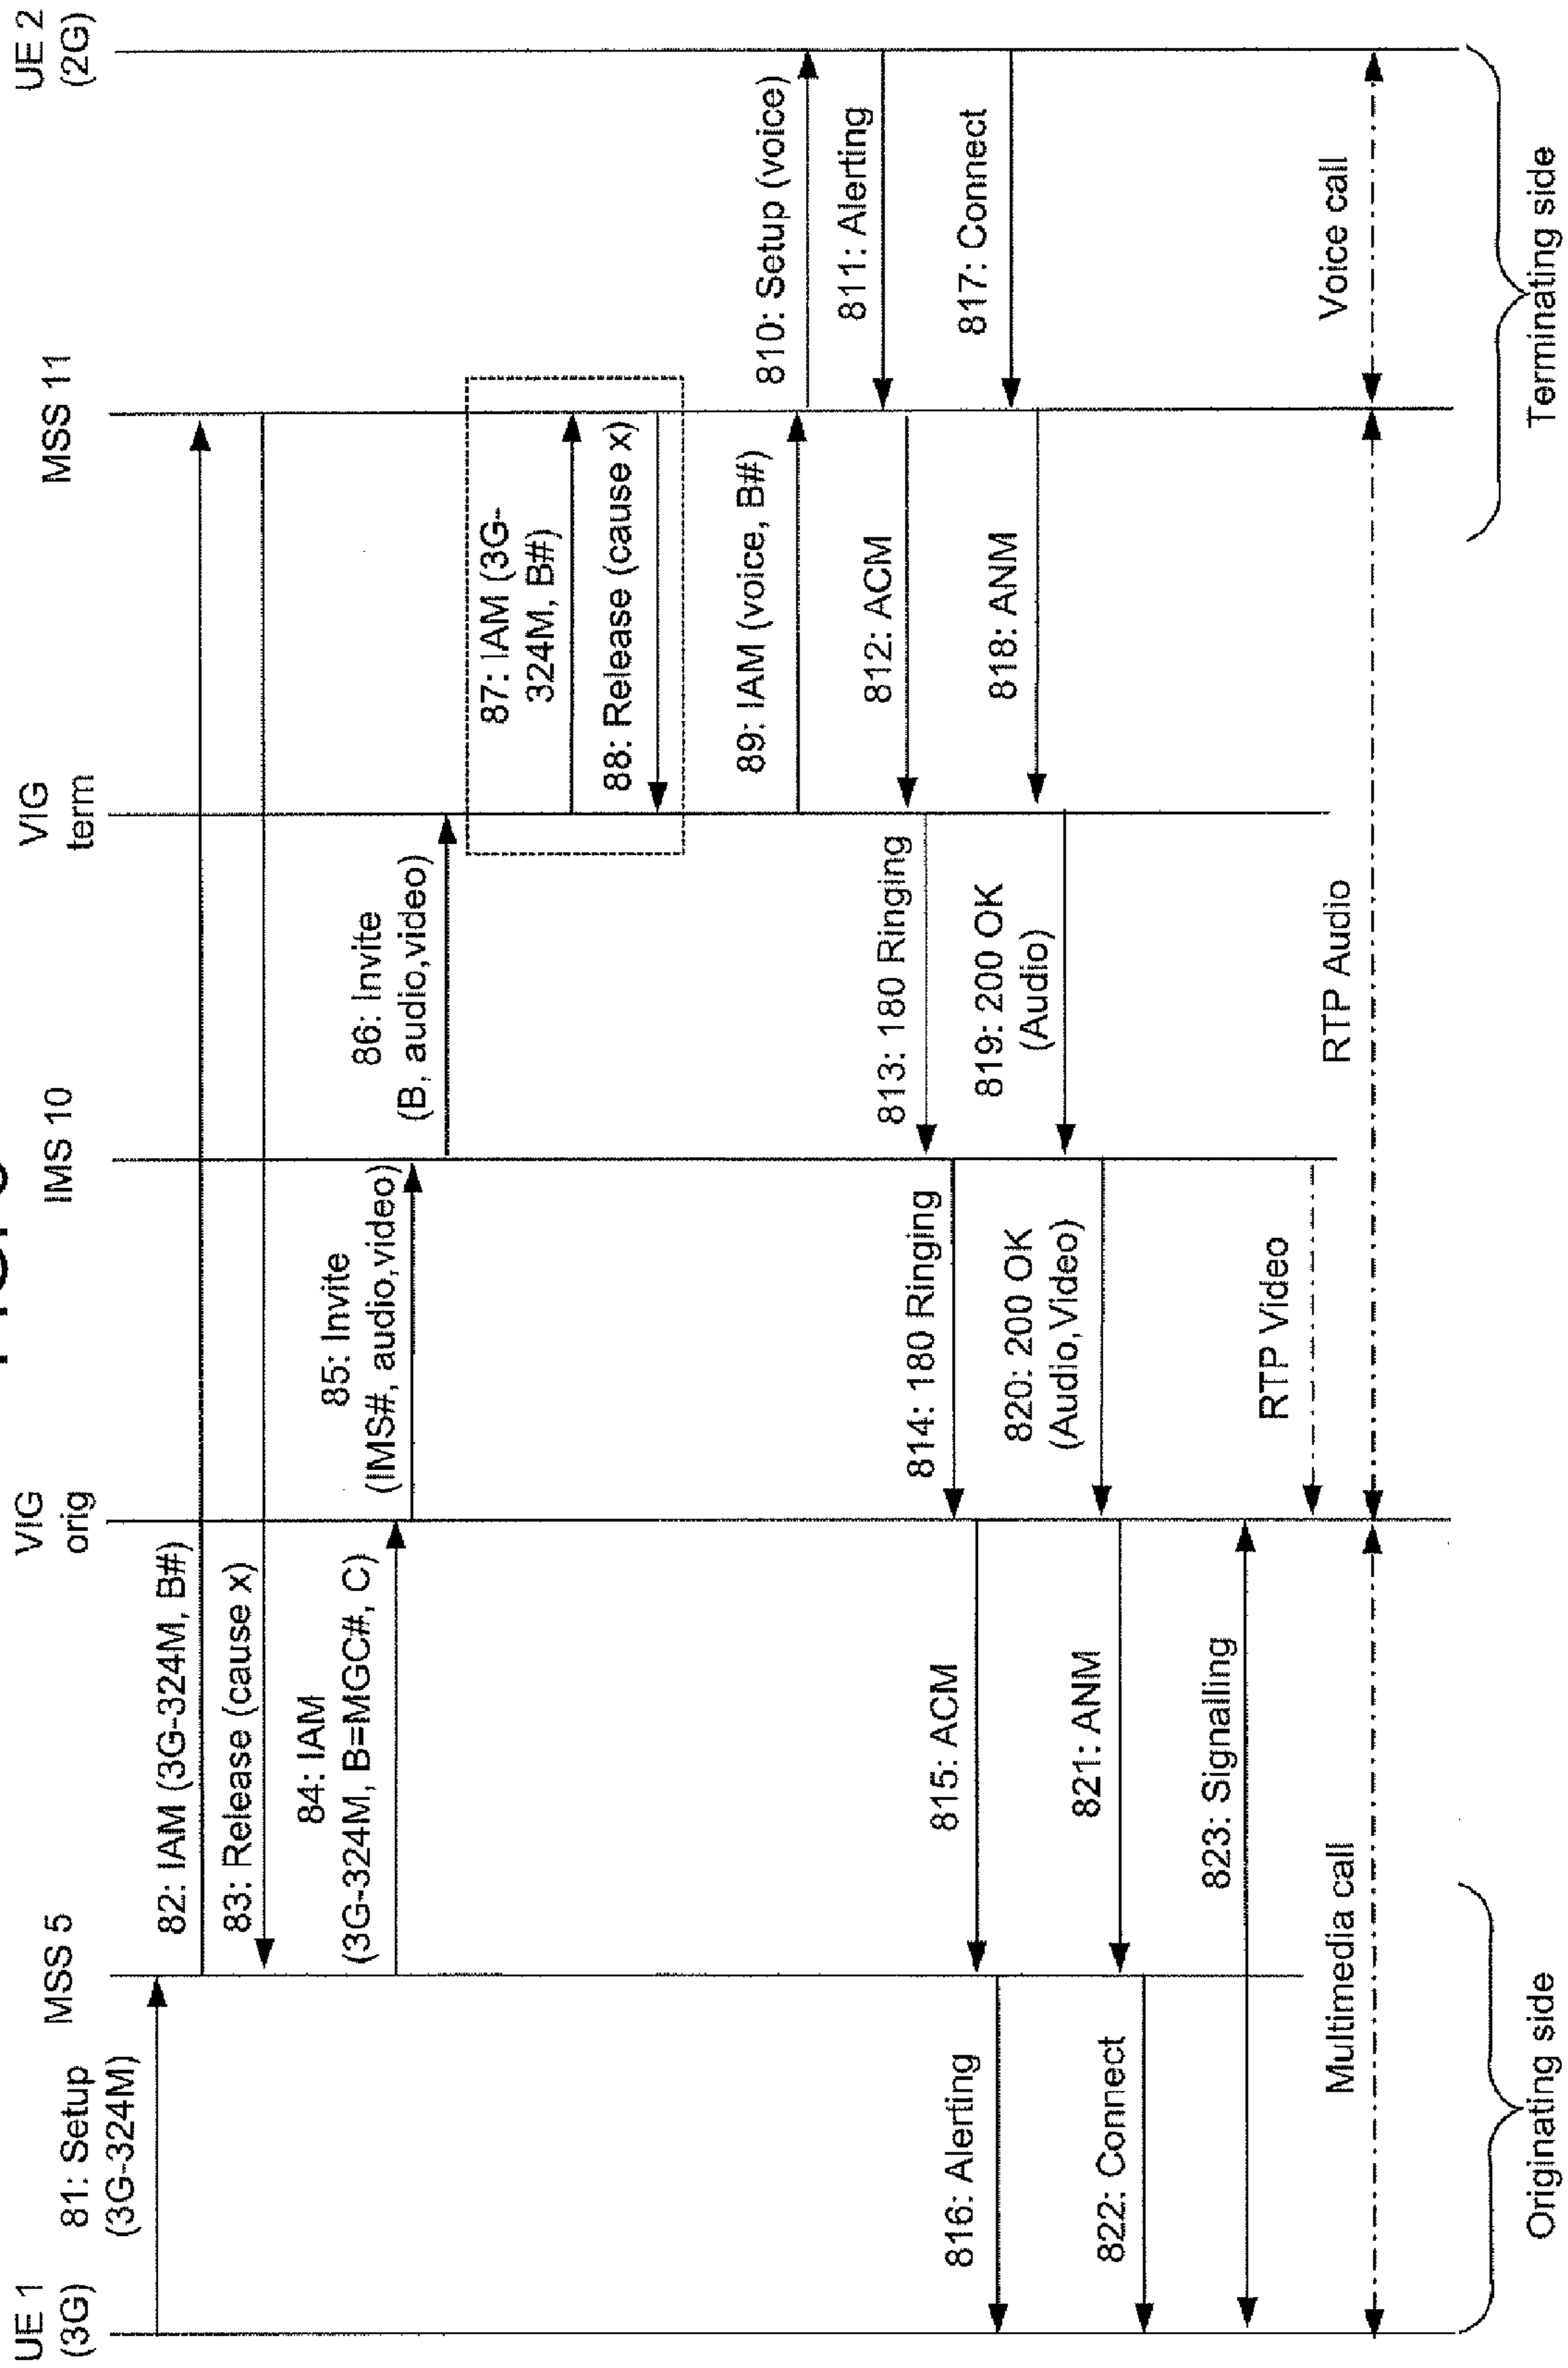 UE 1
(3G)
MSS 5
VIG
orig
IMS 10
VIG
term
MSS 11
UE 2
(2G)
81: Setup
(3G-324M)
82: IAM (3G-324M, B#)
83: Release (cause x)
84: IAM
(3G-324M, B=MGC#, C)
85: Invite
(IMS#, audio,video)
86: Invite
(B, audio,video)
87: IAM (3G-
324M, B#)
88: Release (cause x)
89: IAM (voice, B#)
810: Setup (voice)
811: Alerting
812: ACM
813: 180 Ringing
814: 180 Ringing
815: ACM
816: Alerting
817: Connect
818: ANM
819: 200 OK
(Audio)
820: 200 OK
(Audio,Video)
821: ANM
822: Connect
823: Signalling
RTP Video
Multimedia call
RTP Audio
Voice call
Originating side
Terminating side